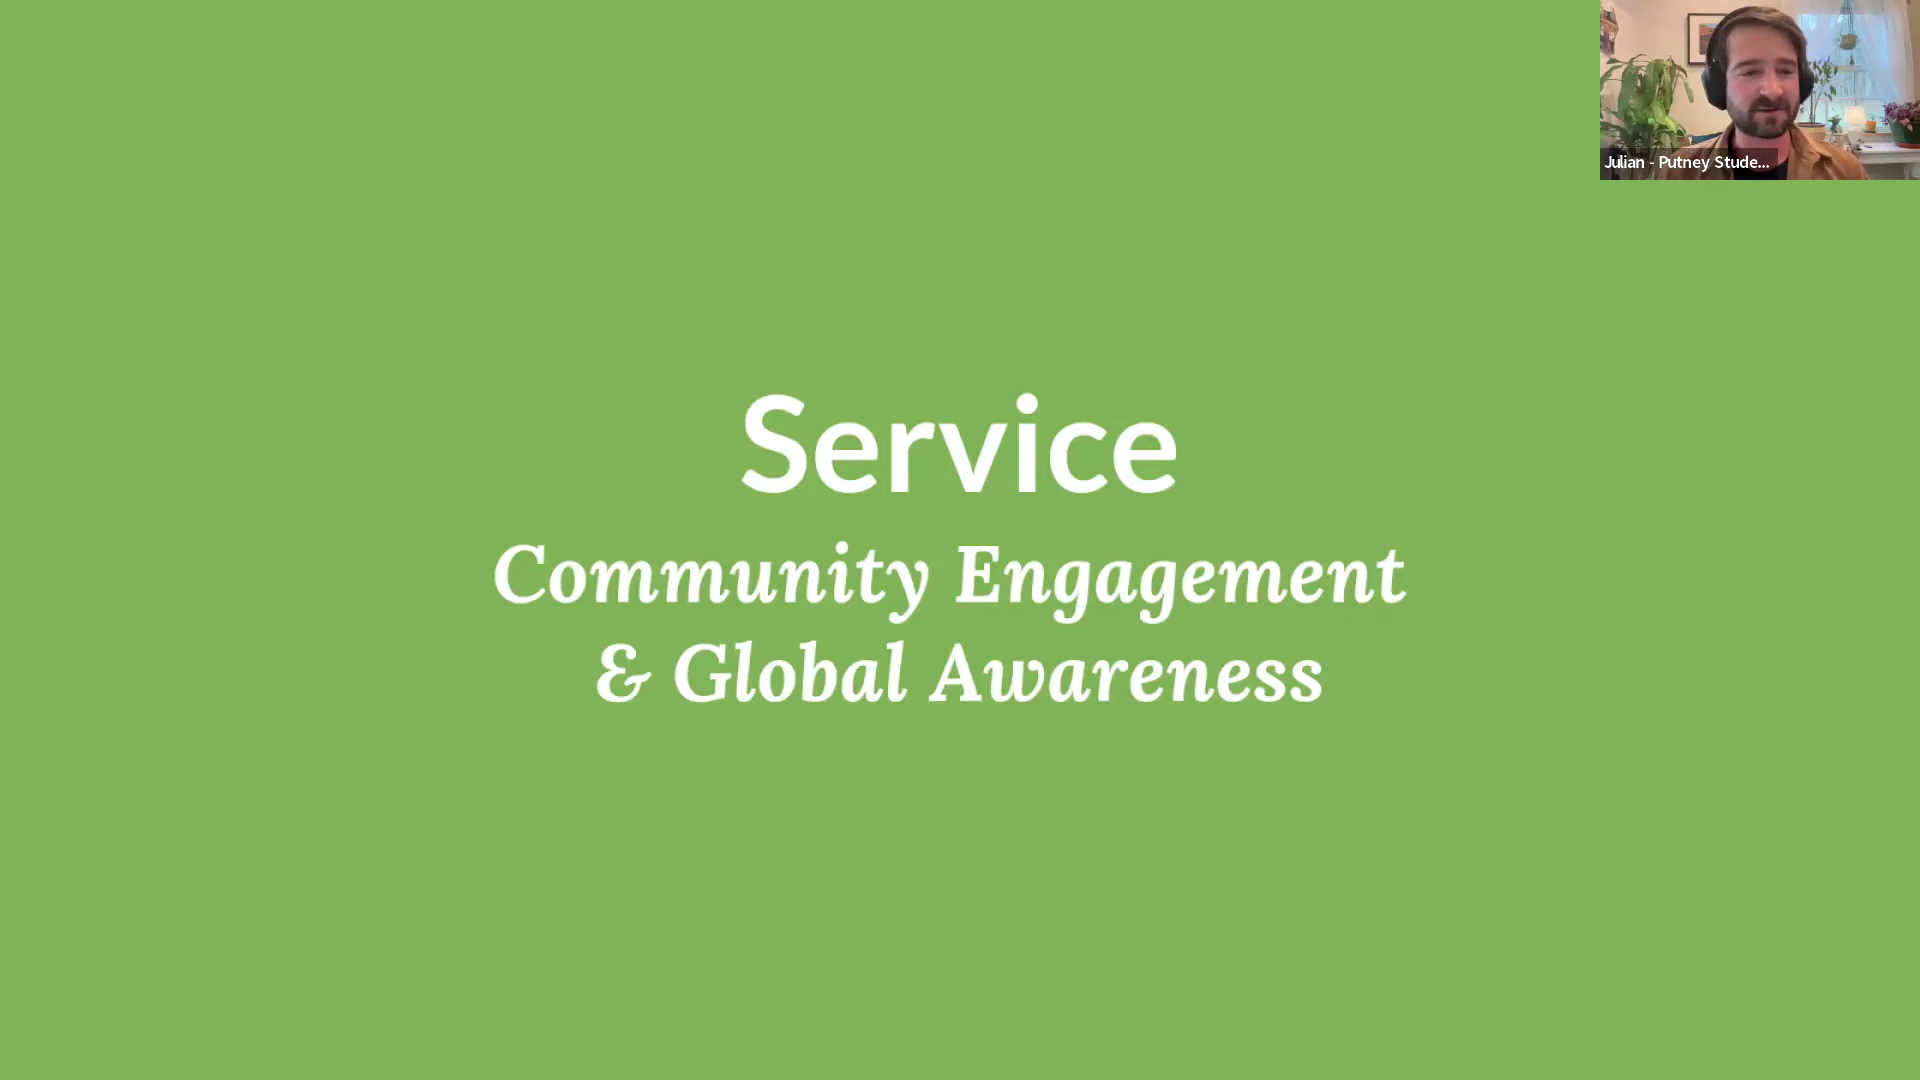 Julian - Putney Stude...
Service
Community Engagement
& Global Awareness